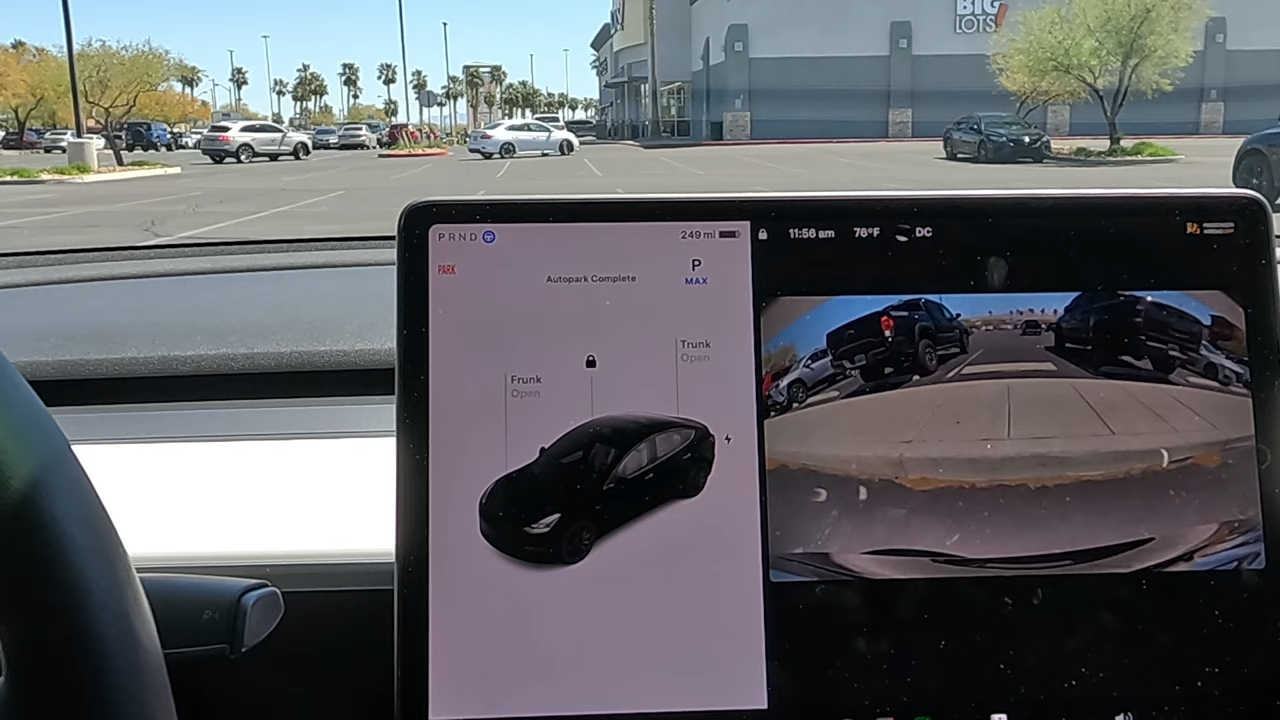 BIG
LOTS!
PRND
249 mi
11:56 am
76°F
DC
PARK
Autopark Complete
P
MAX
Trunk
Open
Frunk
Open
P